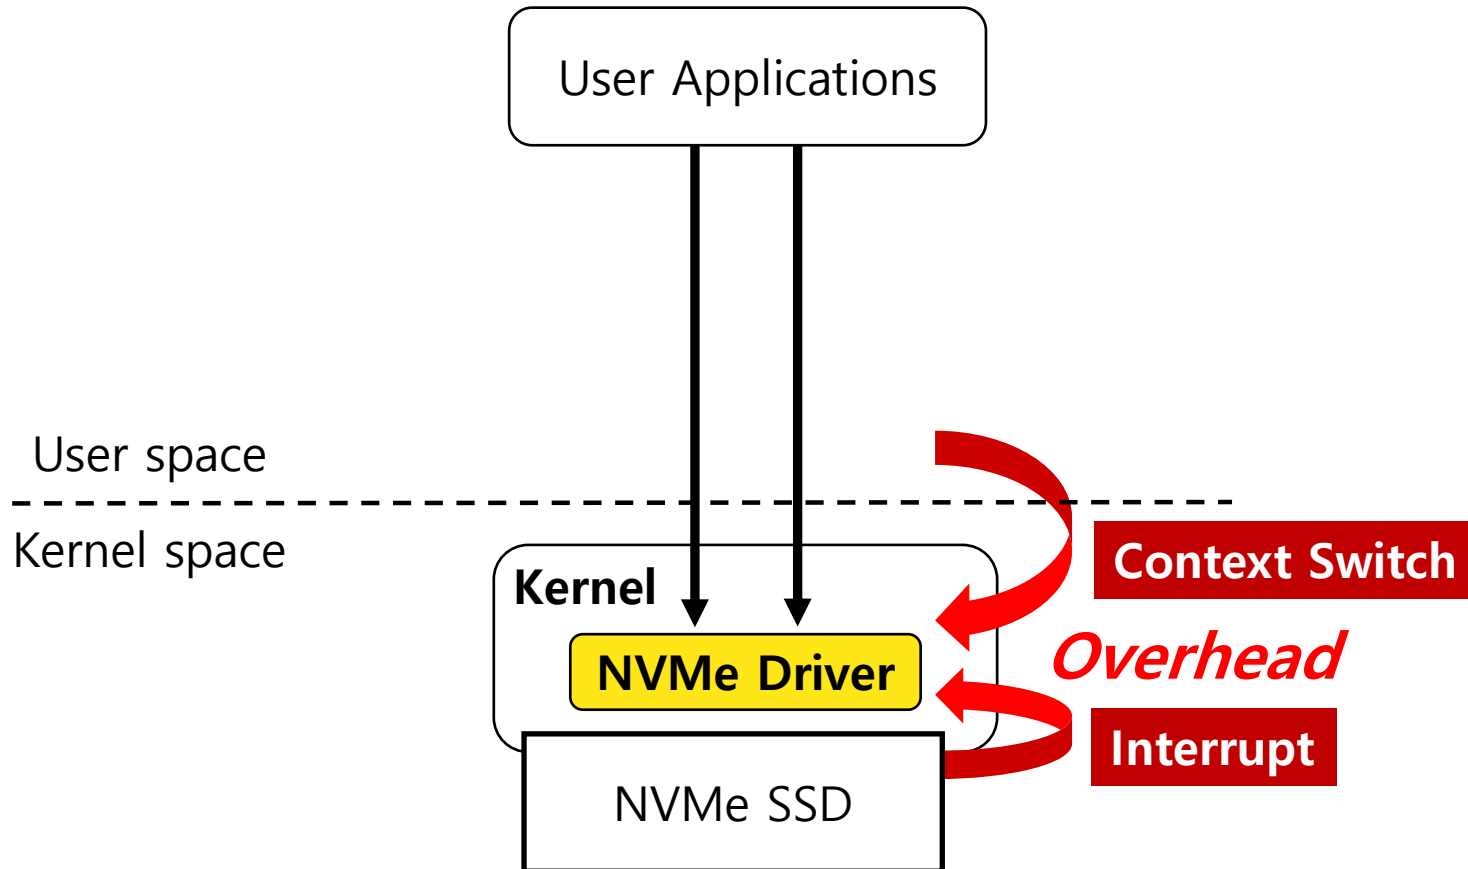 User Applications
User space
Kernel space
Context Switch
Kernel
Overhead
NVMe Driver
Interrupt
NVMe SSD